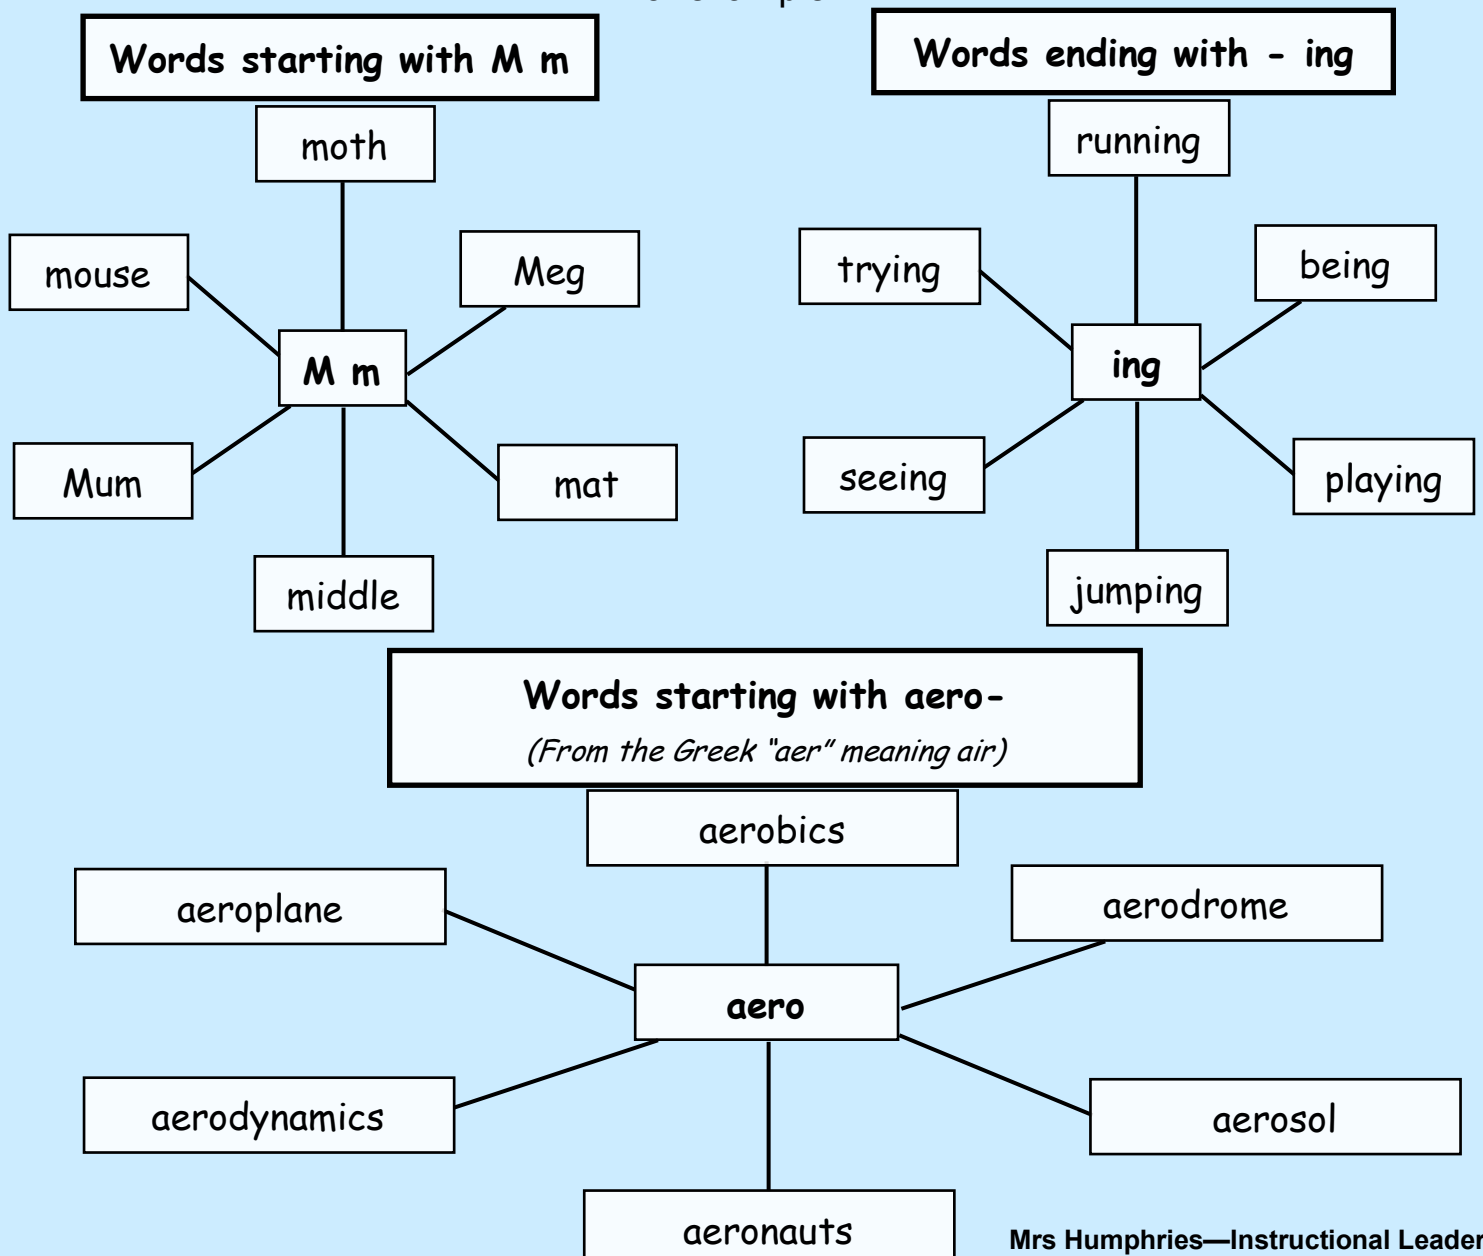 Words starting with M m
moth
mouse
Meg
M m
Mum
mat
middle
Words ending with - ing
running
trying
being
ing
seeing
playing
jumping
Words starting with aero-
(From the Greek “aer” meaning air)
aerobics
aeroplane
aerodrome
aero
aerodynamics
aerosol
aeronauts
Mrs Humphries—Instructional Leader